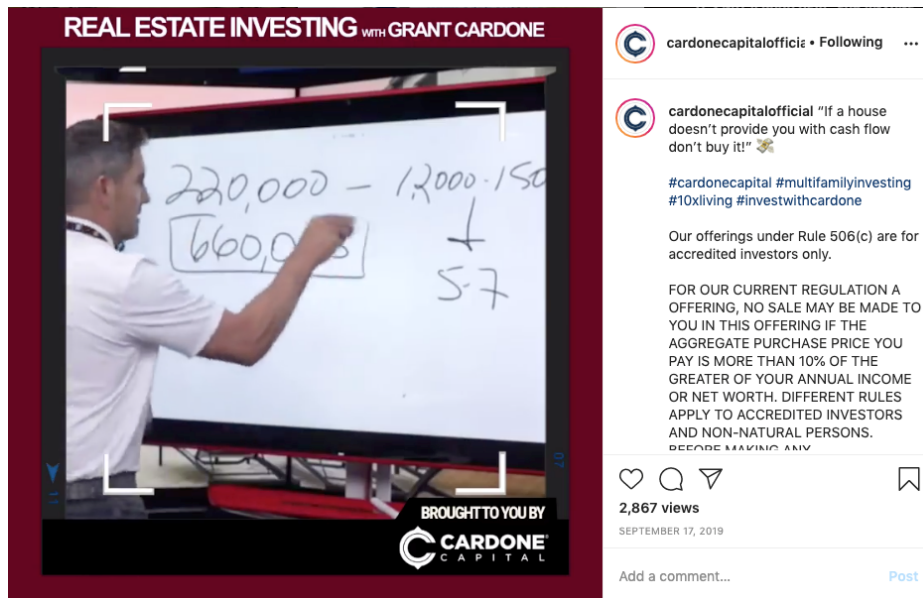 REAL ESTATE INVESTING WITH GRANT CARDONE
220,000 - 12,000-150
660,000
5-7
BROUGHT TO YOU BY
CARDONE
CAPITAL
cardonecapitalofficia • Following
cardonecapitalofficial “If a house
doesn’t provide you with cash flow
don’t buy it!” 💸
#cardonecapital #multifamilyinvesting
#10xliving #investwithcardone
Our offerings under Rule 506(c) are for
accredited investors only.
FOR OUR CURRENT REGULATION A
OFFERING, NO SALE MAY BE MADE TO
YOU IN THIS OFFERING IF THE
AGGREGATE PURCHASE PRICE YOU
PAY IS MORE THAN 10% OF THE
GREATER OF YOUR ANNUAL INCOME
OR NET WORTH. DIFFERENT RULES
APPLY TO ACCREDITED INVESTORS
AND NON-NATURAL PERSONS.
BEFORE MAKING ANY
2,867 views
SEPTEMBER 17, 2019
Add a comment...
Post